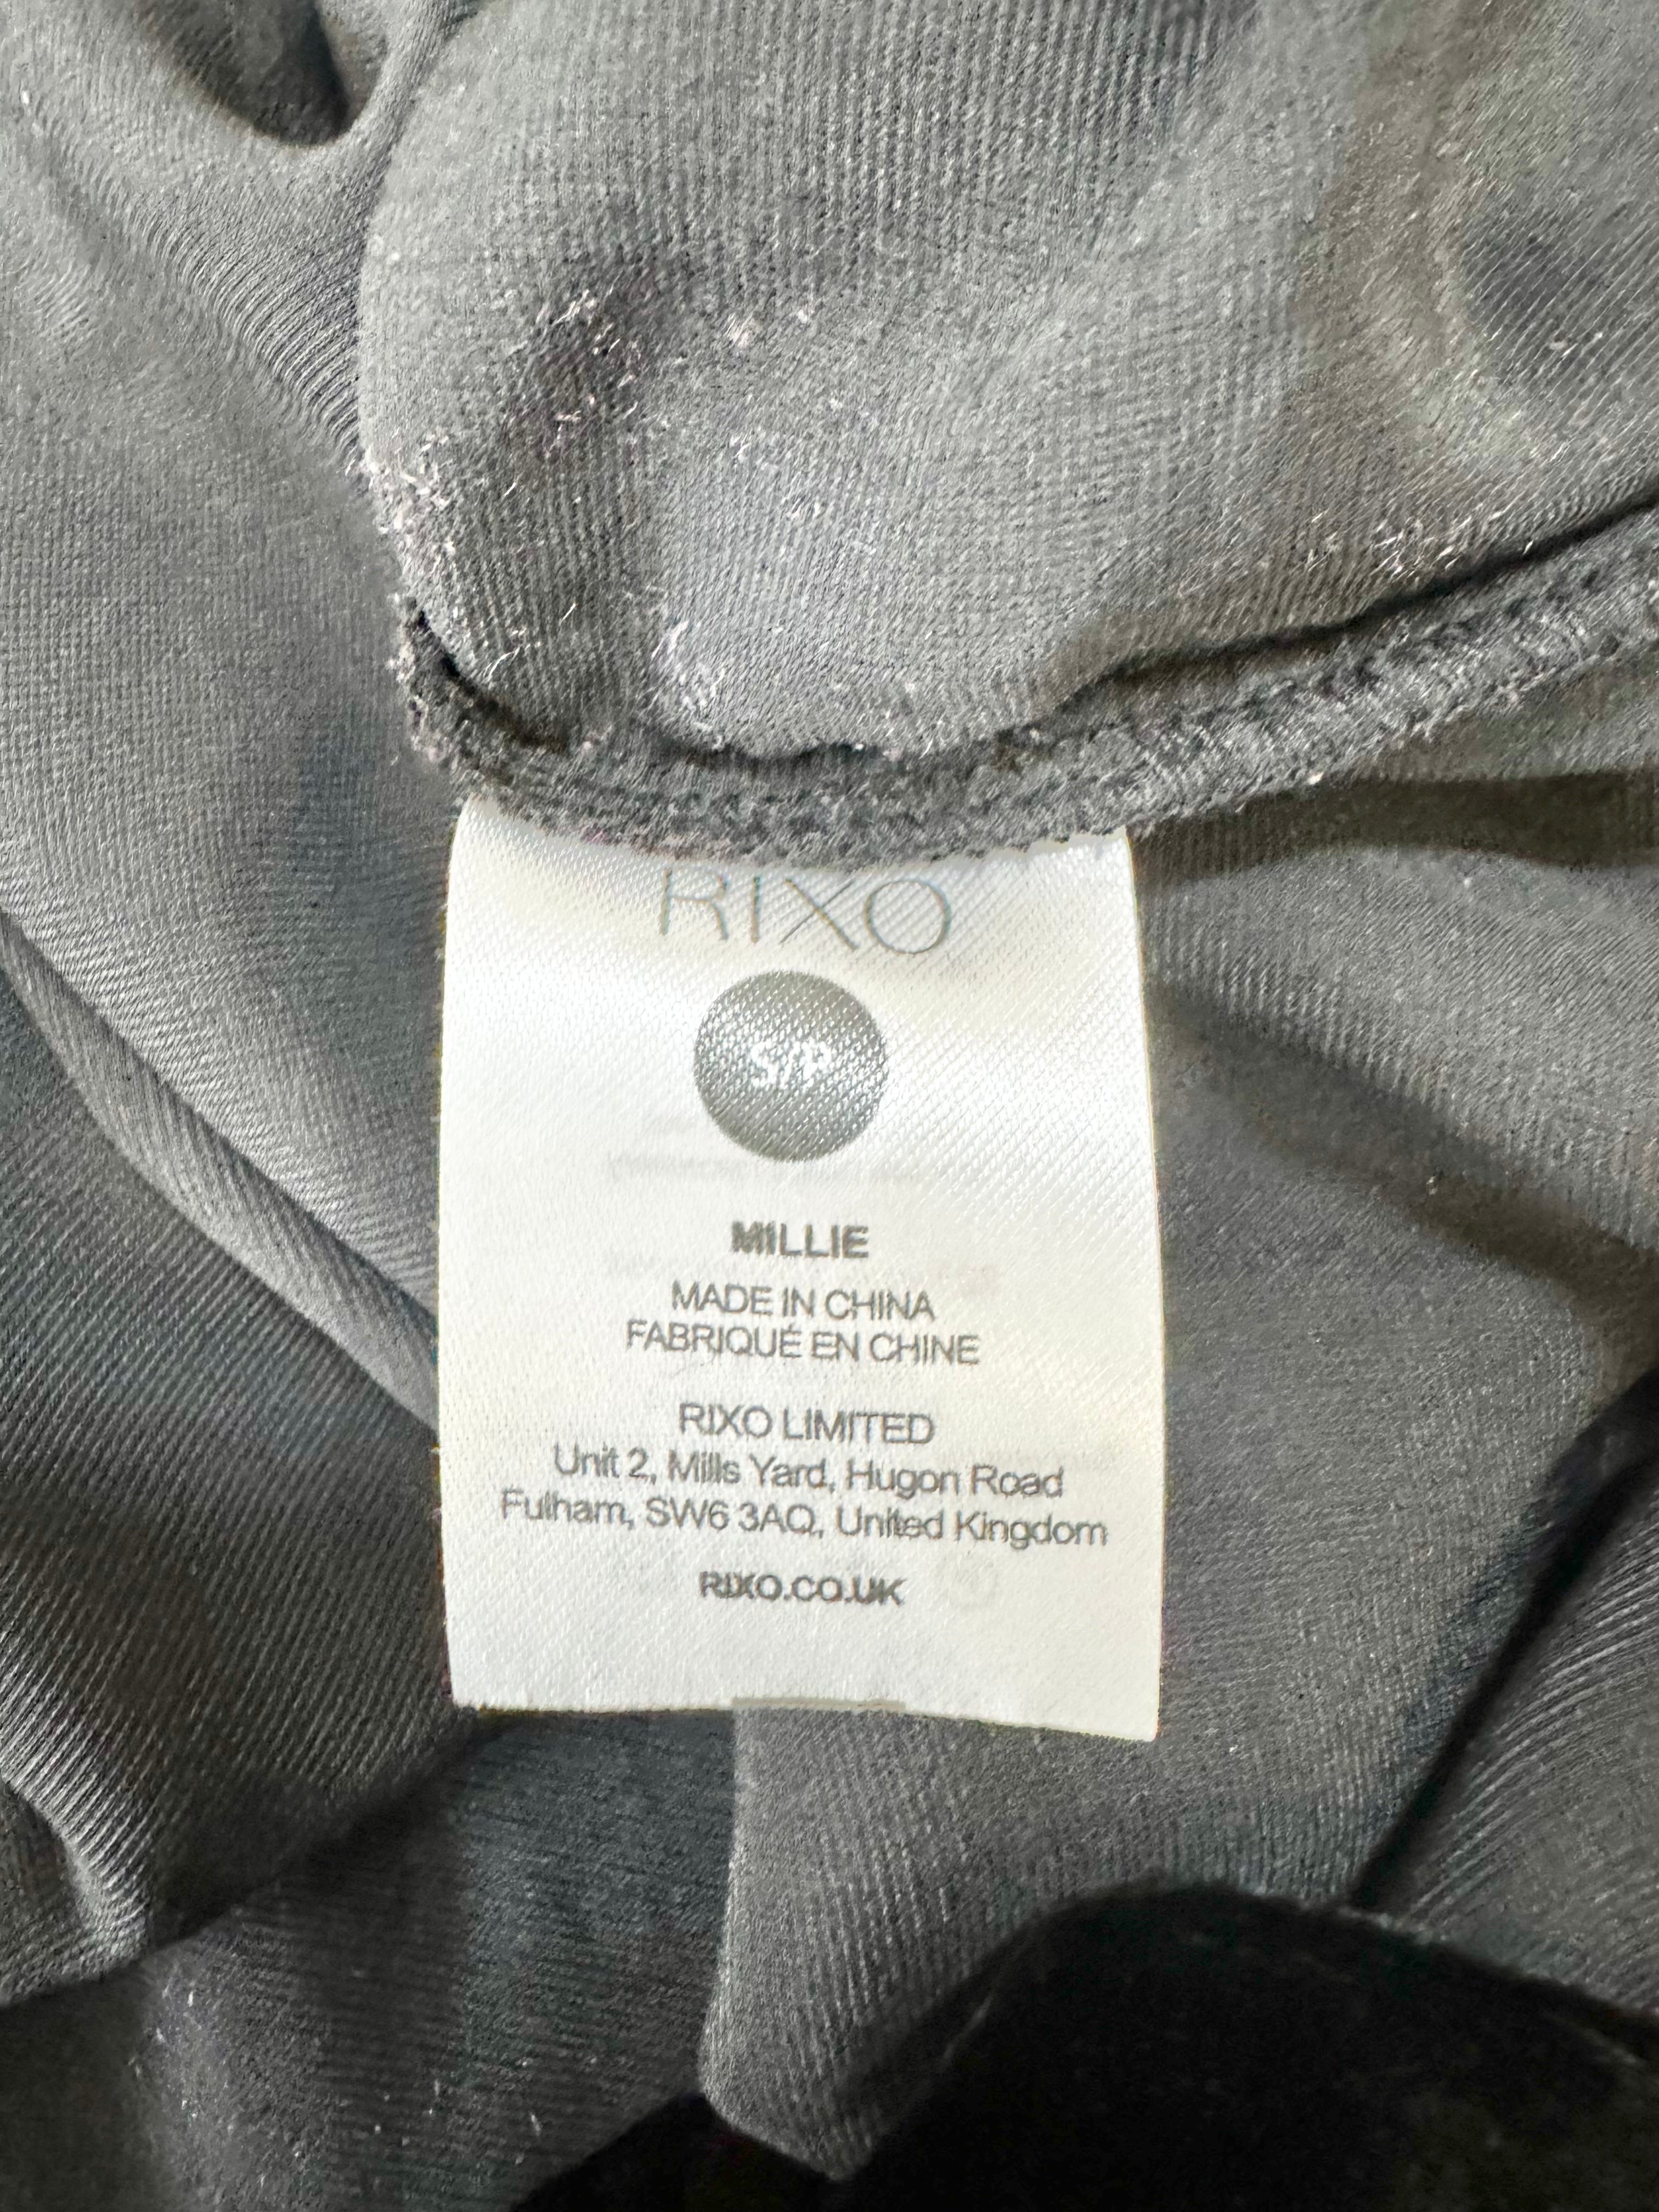 RIXO
S/P
MILLIE
MADE IN CHINA
FABRIQUÉ EN CHINE
RIXO LIMITED
Unit 2, Mills Yard, Hugon Road
Fulham, SW6 3AQ, United Kingdom
RIXO.CO.UK